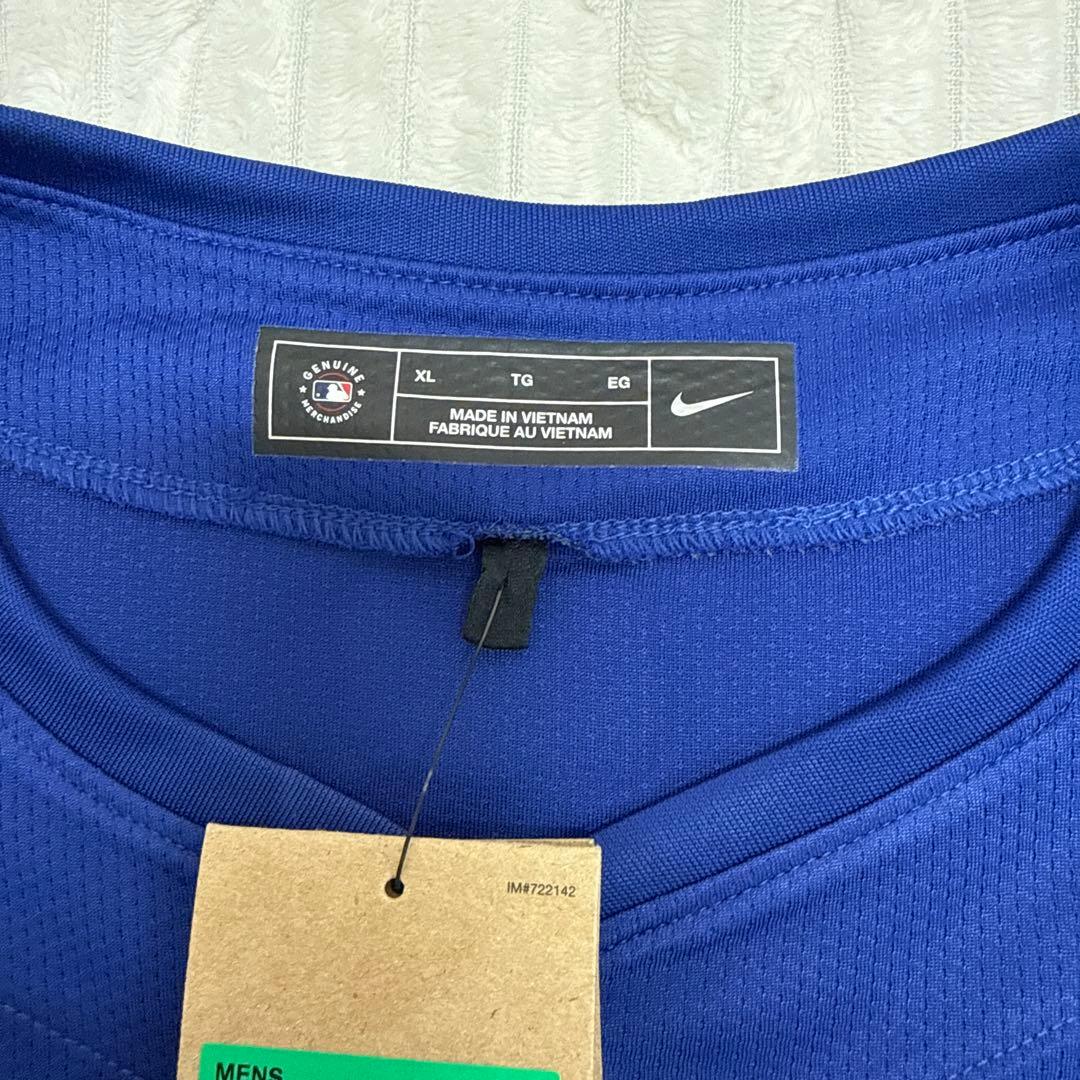 GENUINE
MERCHANDISE
XL TG EG
MADE IN VIETNAM
FABRIQUE AU VIETNAM
IM#722142
MENS